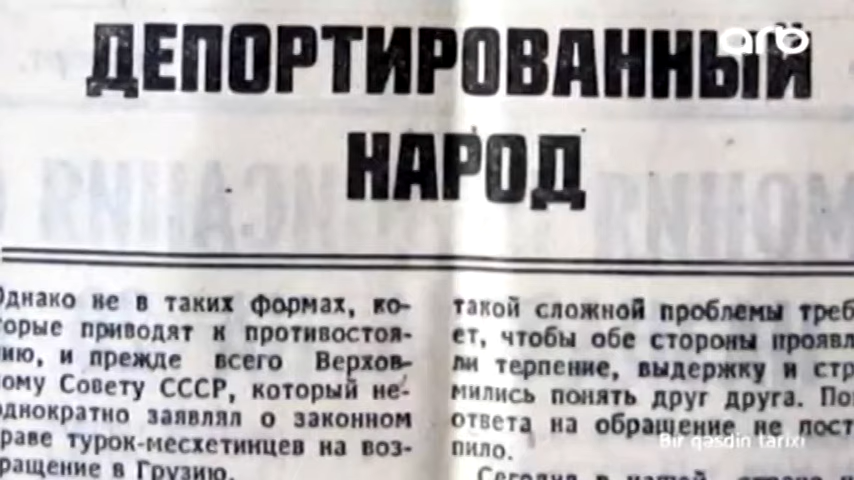 arb
ДЕПОРТИРОВАННЫЙ
НАРОД
Однако не в таких формах, ко-
торые приводят к противостоя-
нию, и прежде всего Верхов-
ному Совету СССР, который не-
однократно заявлял о законном
праве турок-месхетинцев на воз-
ращение в Грузию.
такой сложной проблемы треб
ет, чтобы обе стороны проявл
ли терпение, выдержку и стр
мились понять друг друга. По
ответа на обращение не пост
пило.
Сегодня в нашей
Bir qəsdin tarixi